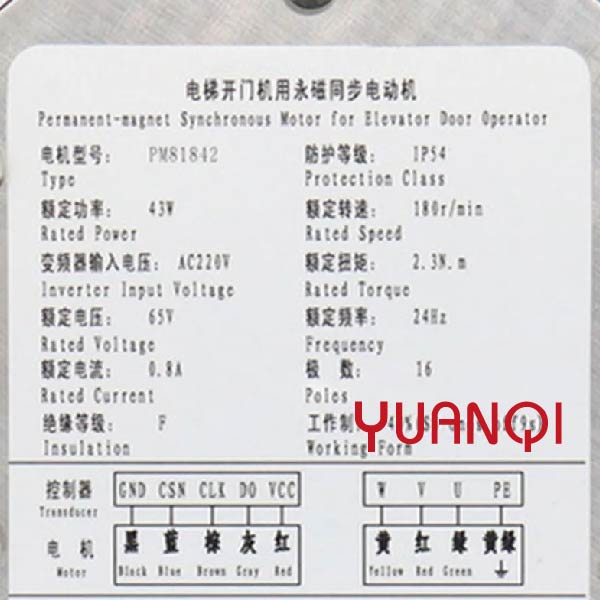 电梯开门机用永磁同步电动机
Permanent-magnet Synchronous Motor for Elevator Door Operator
电机型号: PM81842 防护等级: IP54
Type Protection Class
额定功率: 43W 额定转速: 180r/min
Rated Power Rated Speed
变频器输入电压: AC220V 额定扭矩: 2.3N.m
Inverter Input Voltage Rated Torque
额定电压: 65V 额定频率: 24Hz
Rated Voltage Frequency
额定电流: 0.8A 极 数: 16
Rated Current Poles
绝缘等级: F 工作制:
YUANQI
Insulation Working Form
控制器 GND CSN CLK DO VCC W V U PE
Transducer
电 机 黑 蓝 棕 灰 红 黄 红 绿 黄绿
Motor Black Blue Brown Gray Red Yellow Red Green